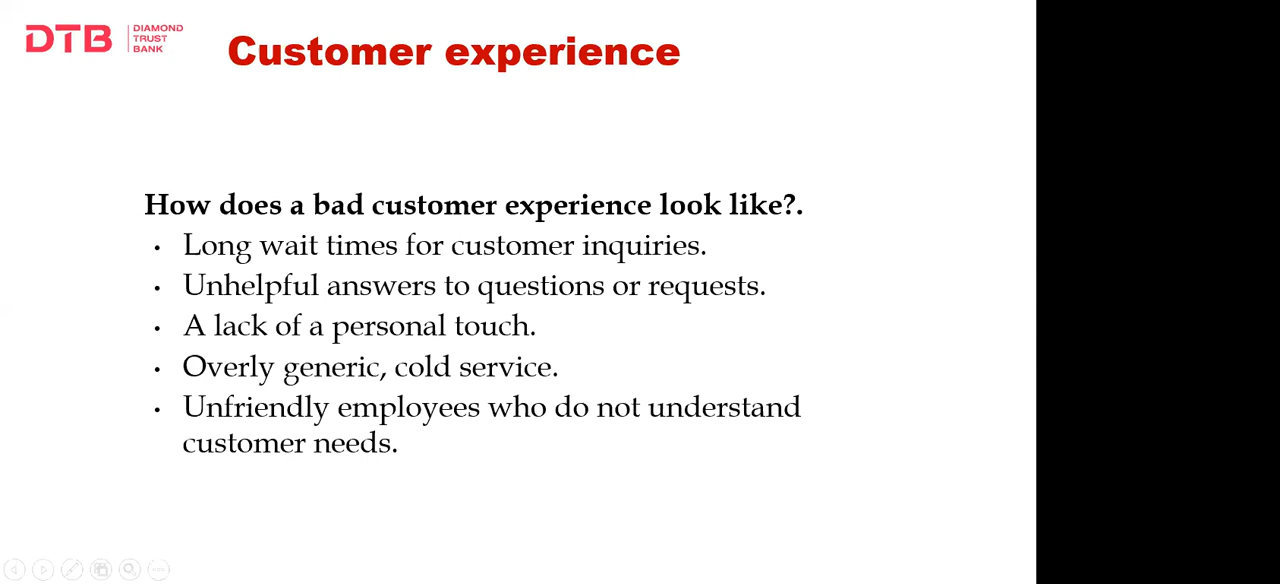 DTB
DIAMOND
TRUST
BANK
Customer experience
How does a bad customer experience look like?.
• Long wait times for customer inquiries.
• Unhelpful answers to questions or requests.
• A lack of a personal touch.
• Overly generic, cold service.
• Unfriendly employees who do not understand
customer needs.